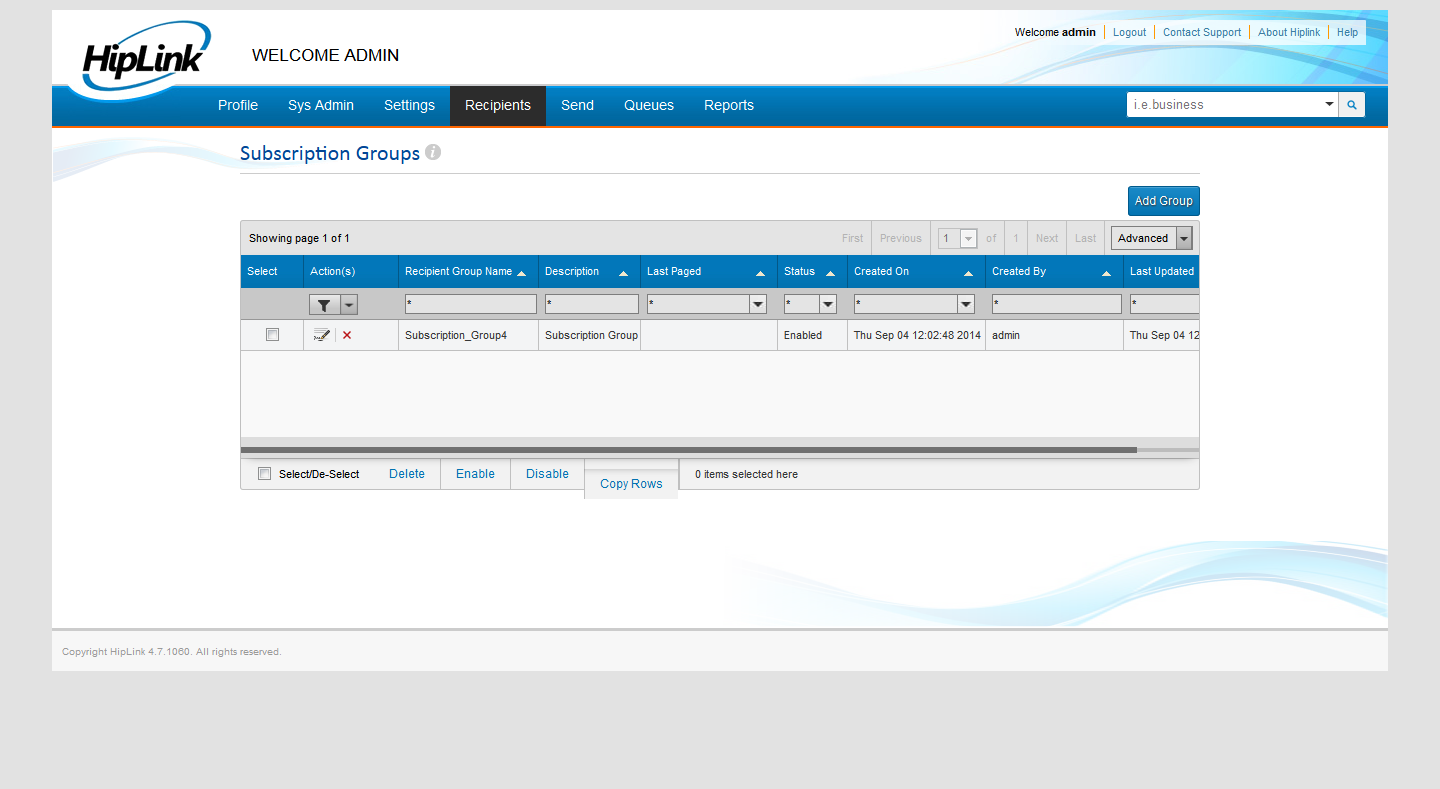 HipLink
WELCOME ADMIN
Welcome admin Logout Contact Support About Hiplink Help
Profile Sys Admin Settings Recipients Send Queues Reports
i.e.business
Subscription Groups i
Add Group
Showing page 1 of 1 First Previous 1 of 1 Next Last Advanced
Select Action(s) Recipient Group Name Description Last Paged Status Created On Created By Last Updated
* * * * * * *
Subscription_Group4 Subscription Group Enabled Thu Sep 04 12:02:48 2014 admin Thu Sep 04 12
Select/De-Select Delete Enable Disable Copy Rows 0 items selected here
Copyright HipLink 4.7.1060. All rights reserved.